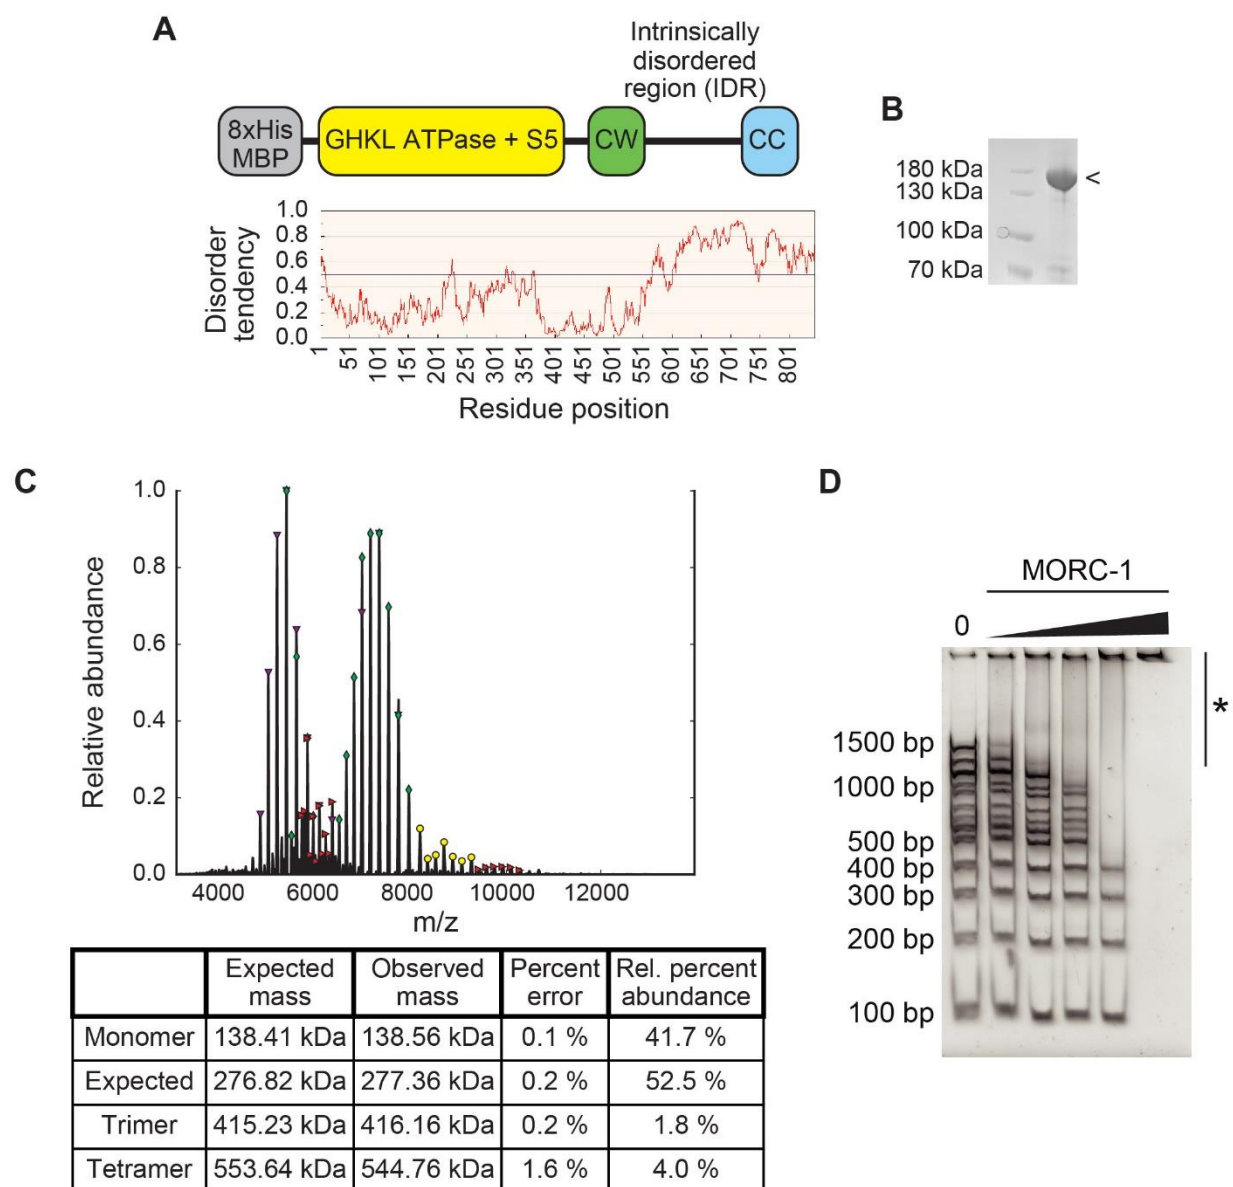 A
Intrinsically
disordered
region (IDR)
8xHis
MBP
GHKL ATPase + S5
CW
CC
1.0
0.8
0.6
0.4
0.2
0.0
Disorder
tendency
1
51
101
151
201
251
301
351
401
451
501
551
601
651
701
751
801
Residue position
B
180 kDa
130 kDa
100 kDa
70 kDa
<
C
1.0
0.8
0.6
0.4
0.2
0.0
Relative abundance
4000
6000
8000
10000
12000
m/z
Expected mass Observed mass Percent error Rel. percent abundance
Monomer 138.41 kDa 138.56 kDa 0.1 % 41.7 %
Expected 276.82 kDa 277.36 kDa 0.2 % 52.5 %
Trimer 415.23 kDa 416.16 kDa 0.2 % 1.8 %
Tetramer 553.64 kDa 544.76 kDa 1.6 % 4.0 %
D
MORC-1
0
*
1500 bp
1000 bp
500 bp
400 bp
300 bp
200 bp
100 bp